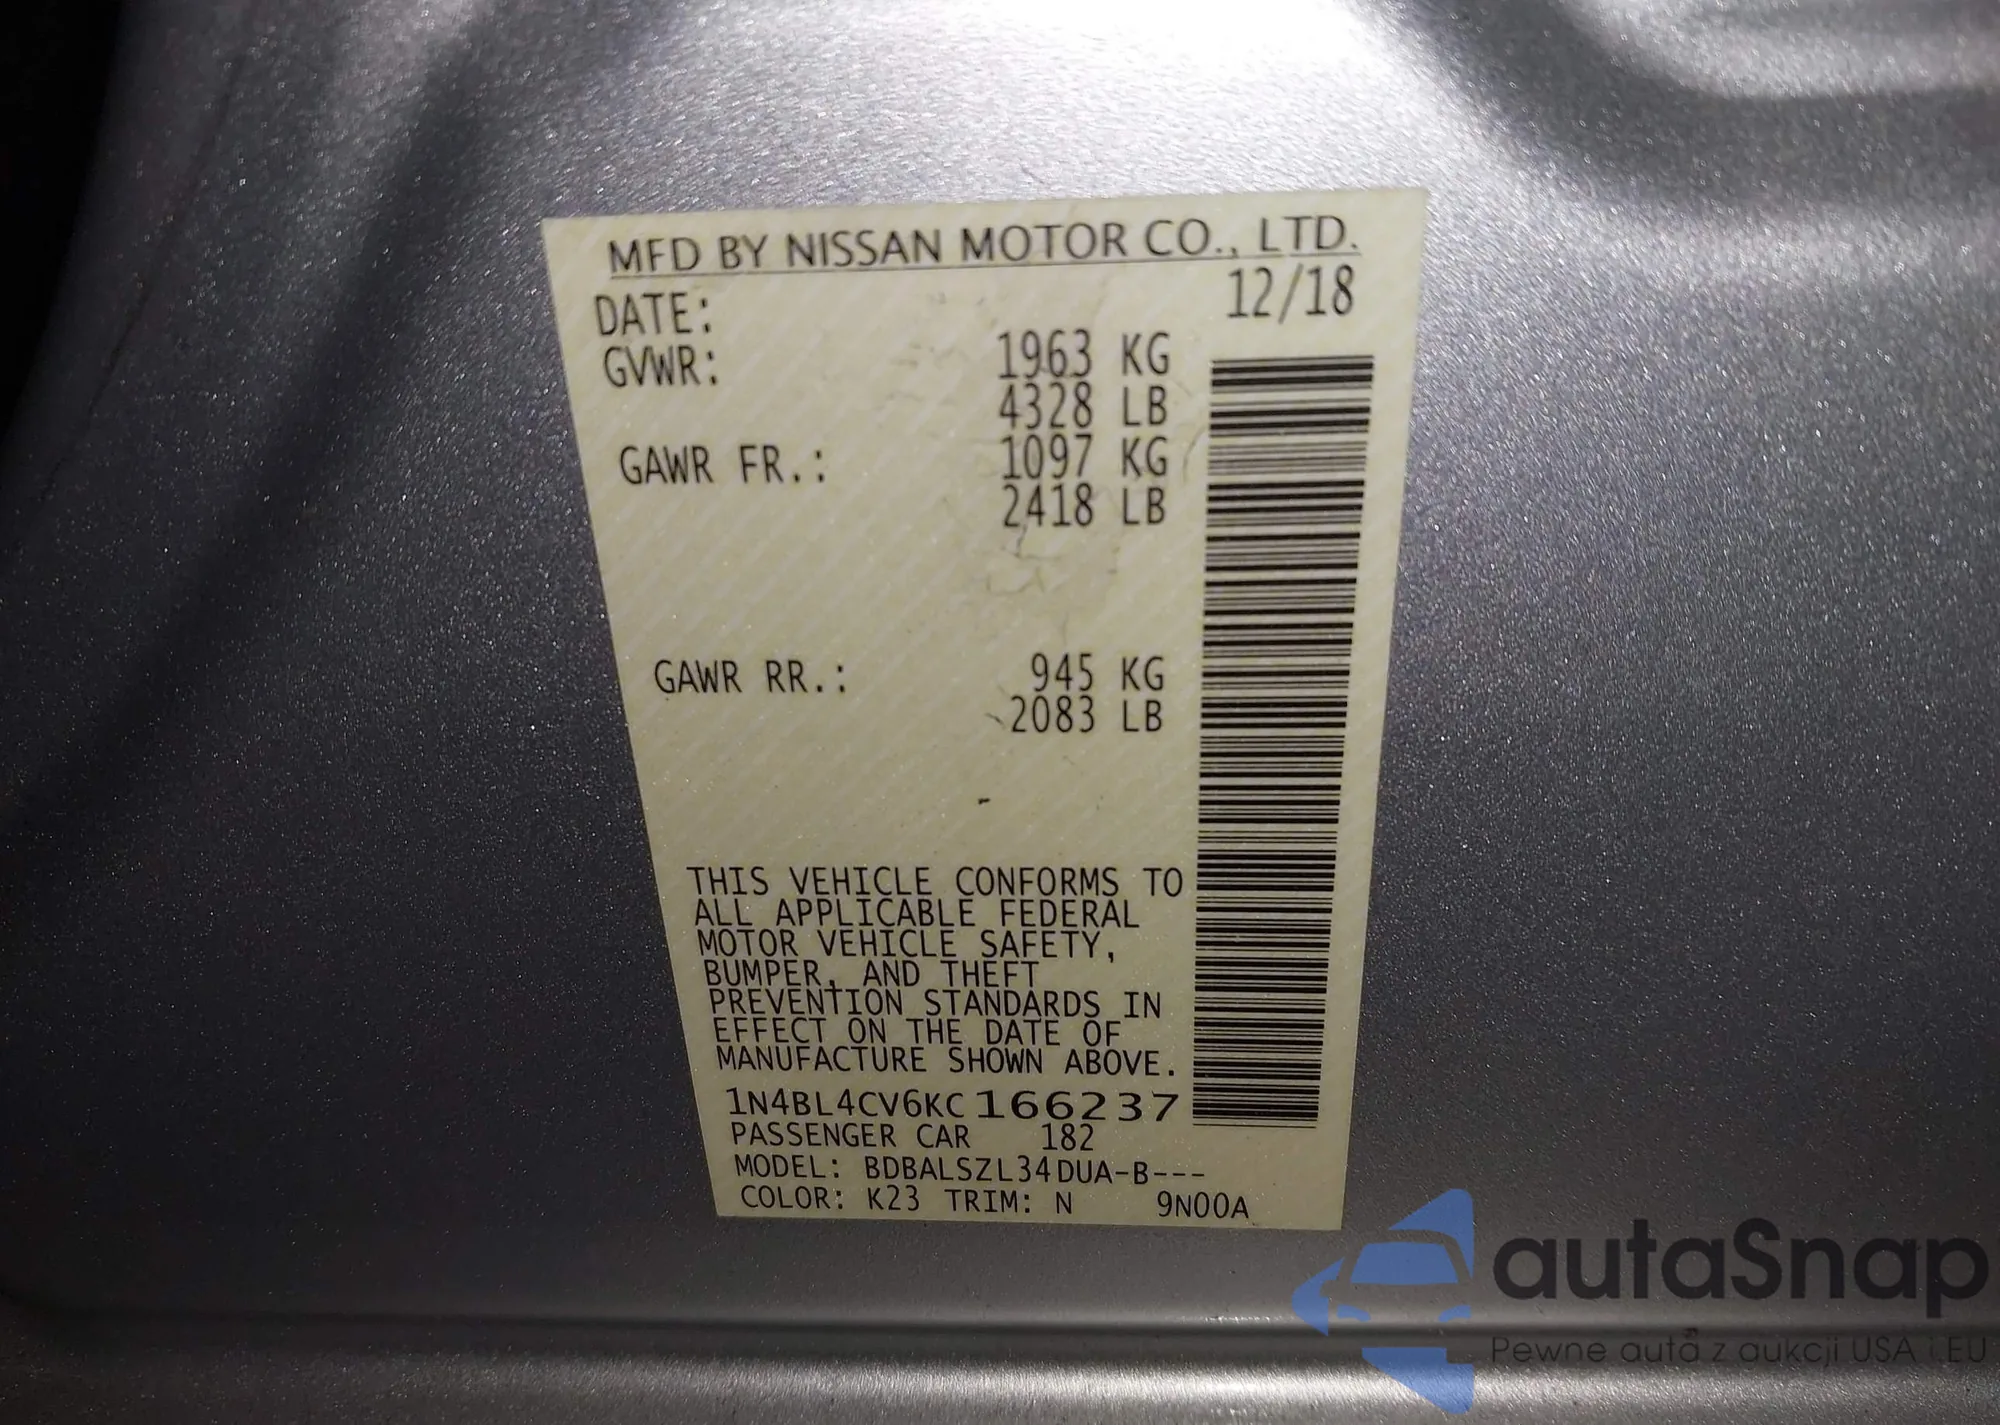 MFD BY NISSAN MOTOR CO., LTD.
DATE: 12/18
GVWR: 1963 KG
4328 LB
GAWR FR.: 1097 KG
2418 LB
GAWR RR.: 945 KG
2083 LB
THIS VEHICLE CONFORMS TO
ALL APPLICABLE FEDERAL
MOTOR VEHICLE SAFETY,
BUMPER, AND THEFT
PREVENTION STANDARDS IN
EFFECT ON THE DATE OF
MANUFACTURE SHOWN ABOVE.
1N4BL4CV6KC166237
PASSENGER CAR 182
MODEL: BDBALSZL34DUA-B---
COLOR: K23 TRIM: N 9N00A
autaSnap
Pewne auta z aukcji USA i EU